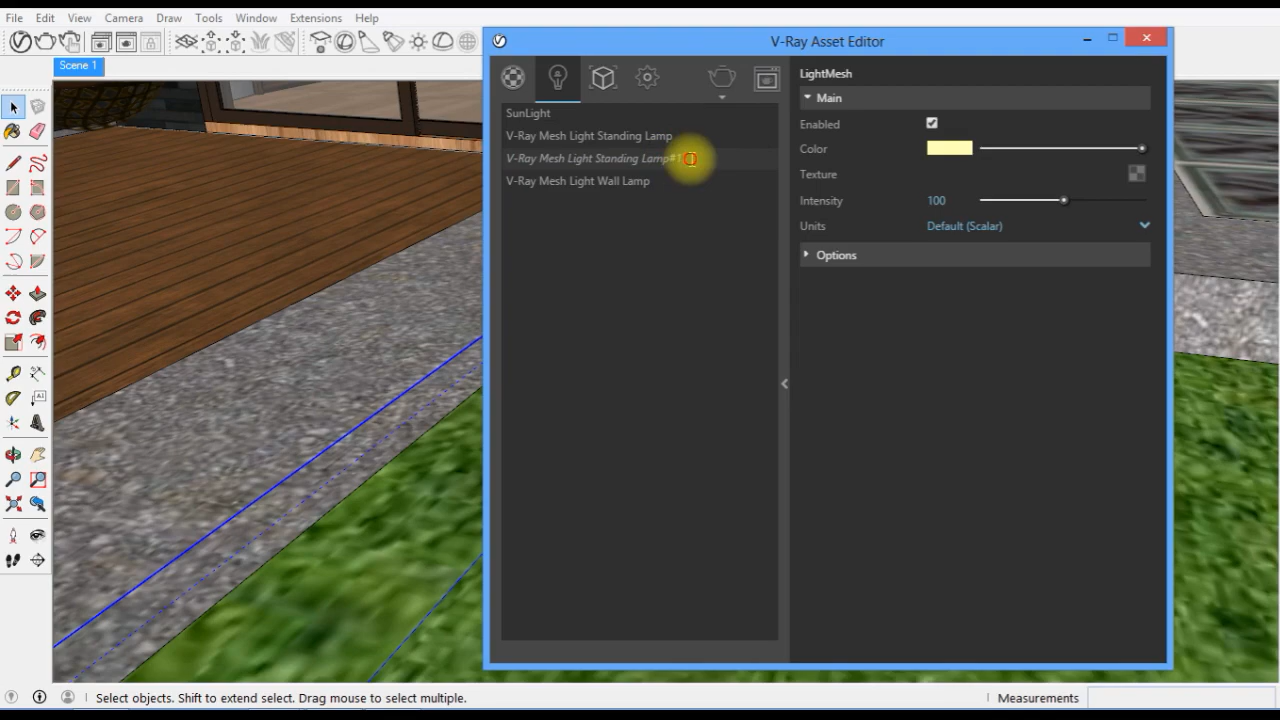 File Edit View Camera Draw Tools Window Extensions Help
V-Ray Asset Editor
Scene 1
LightMesh
Main
SunLight
Enabled
V-Ray Mesh Light Standing Lamp
Color
V-Ray Mesh Light Standing Lamp#1
Texture
V-Ray Mesh Light Wall Lamp
Intensity 100
Units Default (Scalar)
Options
Select objects. Shift to extend select. Drag mouse to select multiple.
Measurements